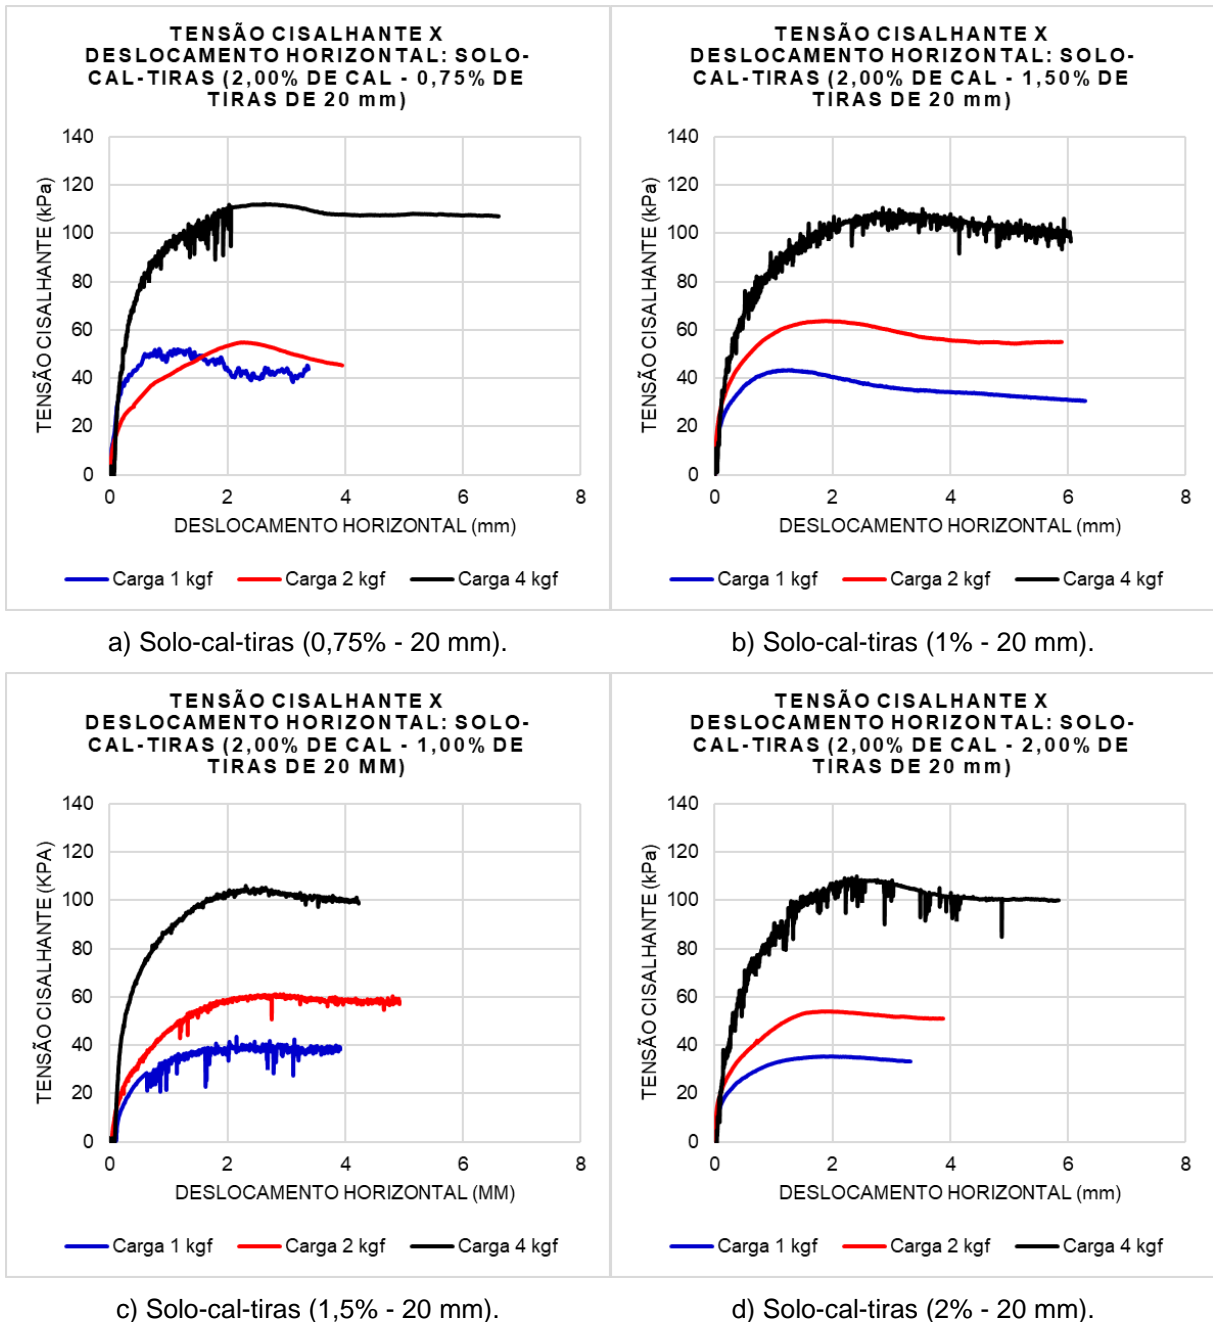 TENSÃO CISALHANTE X
DESLOCAMENTO HORIZONTAL: SOLO-
CAL-TIRAS (2,00% DE CAL - 0,75% DE
TIRAS DE 20 mm)
140
120
100
80
60
40
20
0
TENSÃO CISALHANTE (kPa)
0 2 4 6 8
DESLOCAMENTO HORIZONTAL (mm)
Carga 1 kgf Carga 2 kgf Carga 4 kgf
a) Solo-cal-tiras (0,75% - 20 mm).
TENSÃO CISALHANTE X
DESLOCAMENTO HORIZONTAL: SOLO-
CAL-TIRAS (2,00% DE CAL - 1,50% DE
TIRAS DE 20 mm)
140
120
100
80
60
40
20
0
TENSÃO CISALHANTE (kPa)
0 2 4 6 8
DESLOCAMENTO HORIZONTAL (mm)
Carga 1 kgf Carga 2 kgf Carga 4 kgf
b) Solo-cal-tiras (1% - 20 mm).
TENSÃO CISALHANTE X
DESLOCAMENTO HORIZONTAL: SOLO-
CAL-TIRAS (2,00% DE CAL - 1,00% DE
TIRAS DE 20 MM)
140
120
100
80
60
40
20
0
TENSÃO CISALHANTE (KPA)
0 2 4 6 8
DESLOCAMENTO HORIZONTAL (MM)
Carga 1 kgf Carga 2 kgf Carga 4 kgf
c) Solo-cal-tiras (1,5% - 20 mm).
TENSÃO CISALHANTE X
DESLOCAMENTO HORIZONTAL: SOLO-
CAL-TIRAS (2,00% DE CAL - 2,00% DE
TIRAS DE 20 mm)
140
120
100
80
60
40
20
0
TENSÃO CISALHANTE (kPa)
0 2 4 6 8
DESLOCAMENTO HORIZONTAL (mm)
Carga 1 kgf Carga 2 kgf Carga 4 kgf
d) Solo-cal-tiras (2% - 20 mm).